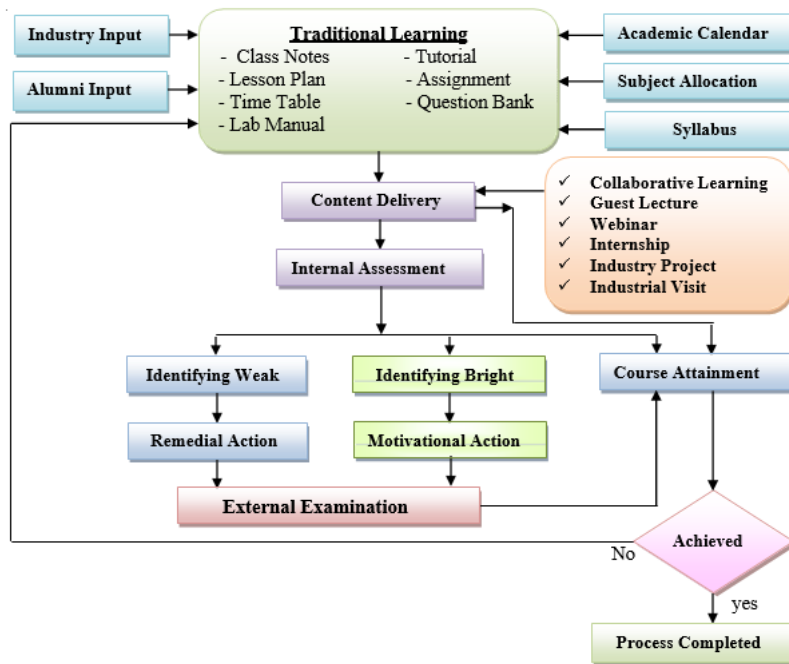 Industry Input
Alumni Input
Traditional Learning
- Class Notes
- Lesson Plan
- Time Table
- Lab Manual
- Tutorial
- Assignment
- Question Bank
Academic Calendar
Subject Allocation
Syllabus
Content Delivery
✓ Collaborative Learning
✓ Guest Lecture
✓ Webinar
✓ Internship
✓ Industry Project
✓ Industrial Visit
Internal Assessment
Identifying Weak
Identifying Bright
Course Attainment
Remedial Action
Motivational Action
External Examination
Achieved
No
yes
Process Completed